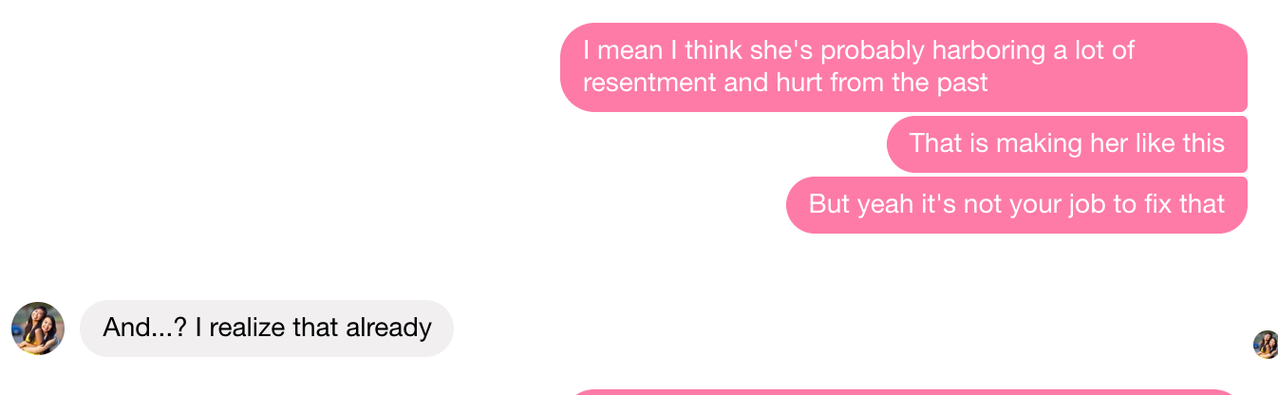 I mean I think she's probably harboring a lot of
resentment and hurt from the past
That is making her like this
But yeah it's not your job to fix that
And...? I realize that already